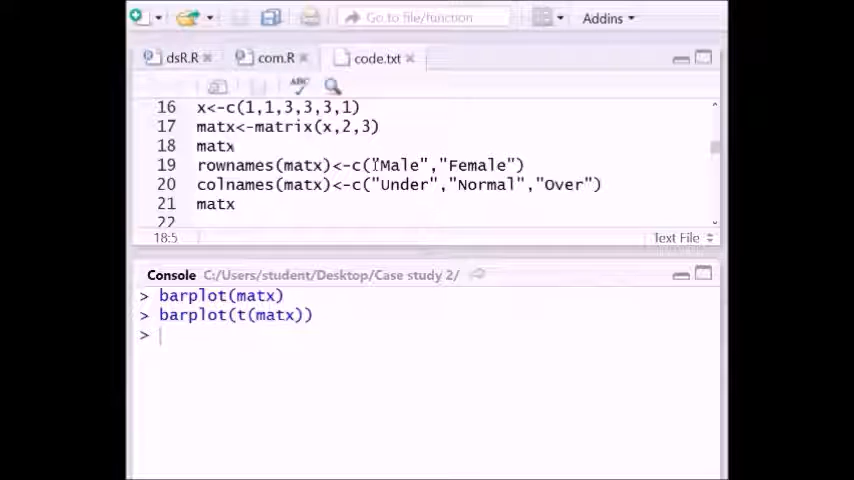 Go to file/function
Addins
dsR.R
com.R
code.txt
ABC
16 x<-c(1,1,3,3,3,1)
17 matx<-matrix(x,2,3)
18 matx
19 rownames(matx)<-c("Male","Female")
20 colnames(matx)<-c("Under","Normal","Over")
21 matx
22
18:5
Text File
Console C:/Users/student/Desktop/Case study 2/
> barplot(matx)
> barplot(t(matx))
>